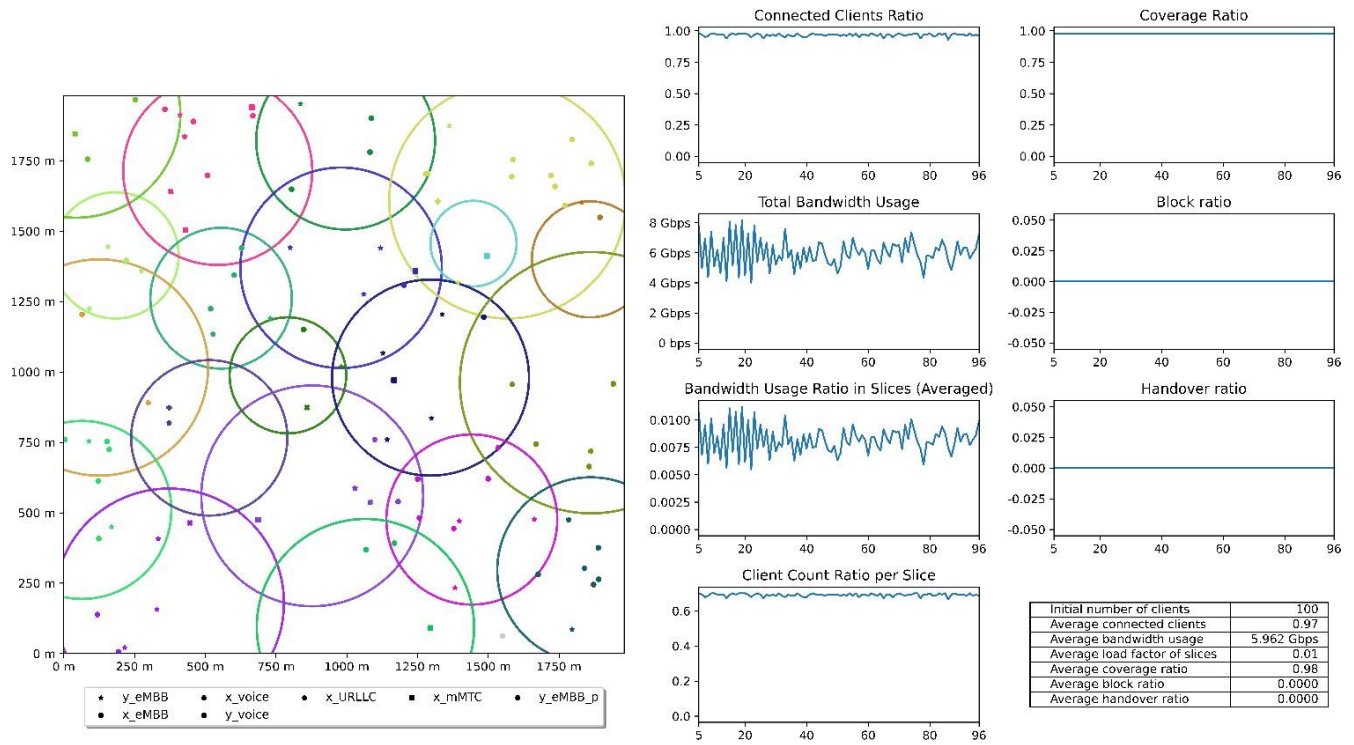 Connected Clients Ratio
1.00
0.75
0.50
0.25
0.00
5 20 40 60 80 96
Coverage Ratio
1.00
0.75
0.50
0.25
0.00
5 20 40 60 80 96
Total Bandwidth Usage
8 Gbps
6 Gbps
4 Gbps
2 Gbps
0 bps
5 20 40 60 80 96
Block ratio
0.050
0.025
0.000
-0.025
-0.050
5 20 40 60 80 96
Bandwidth Usage Ratio in Slices (Averaged)
0.0100
0.0075
0.0050
0.0025
0.0000
5 20 40 60 80 96
Handover ratio
0.050
0.025
0.000
-0.025
-0.050
5 20 40 60 80 96
Client Count Ratio per Slice
0.6
0.4
0.2
0.0
5 20 40 60 80 96
Initial number of clients 100
Average connected clients 0.97
Average bandwidth usage 5.962 Gbps
Average load factor of slices 0.01
Average coverage ratio 0.98
Average block ratio 0.0000
Average handover ratio 0.0000
1750 m
1500 m
1250 m
1000 m
750 m
500 m
250 m
0 m
0 m 250 m 500 m 750 m 1000 m 1250 m 1500 m 1750 m
y_eMBB x_voice x_URLLC x_mMTC y_eMBB_p
x_eMBB y_voice